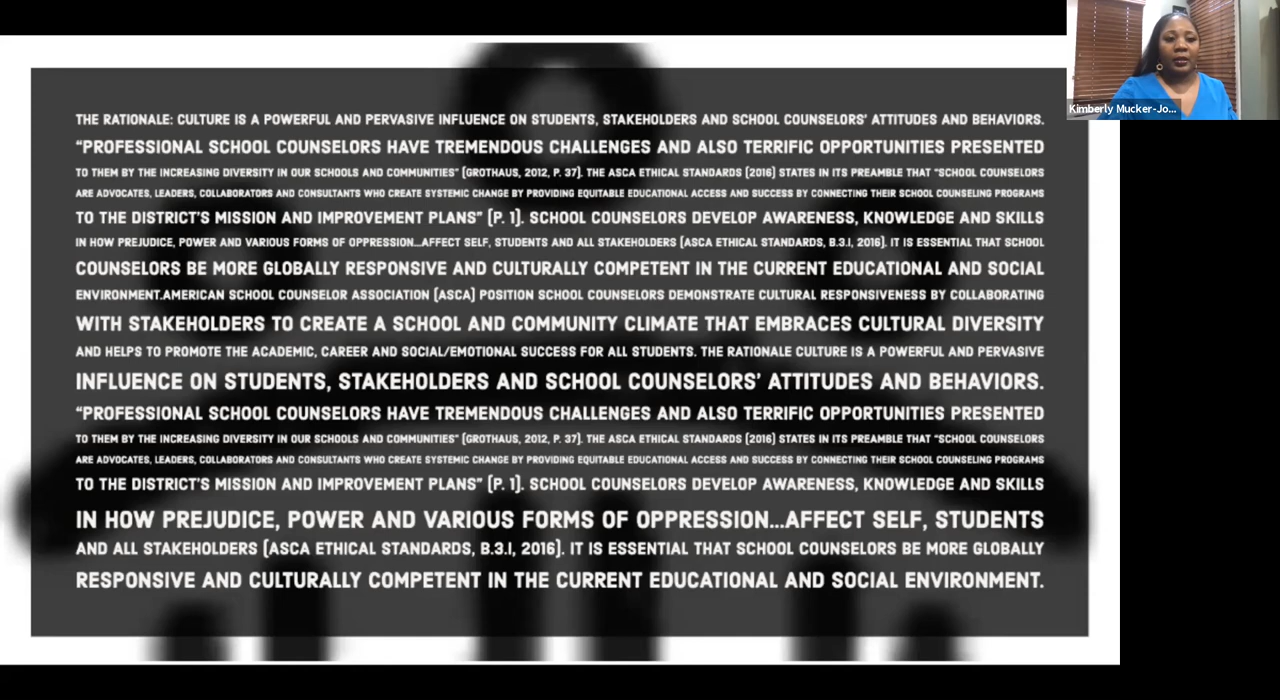 THE RATIONALE: CULTURE IS A POWERFUL AND PERVASIVE INFLUENCE ON STUDENTS, STAKEHOLDERS AND SCHOOL COUNSELORS' ATTITUDES AND BEHAVIORS.
"PROFESSIONAL SCHOOL COUNSELORS HAVE TREMENDOUS CHALLENGES AND ALSO TERRIFIC OPPORTUNITIES PRESENTED
TO THEM BY THE INCREASING DIVERSITY IN OUR SCHOOLS AND COMMUNITIES" (GROTHAUS, 2012, P. 37). THE ASCA ETHICAL STANDARDS (2016) STATES IN ITS PREAMBLE THAT "SCHOOL COUNSELORS
ARE ADVOCATES, LEADERS, COLLABORATORS AND CONSULTANTS WHO CREATE SYSTEMIC CHANGE BY PROVIDING EQUITABLE EDUCATIONAL ACCESS AND SUCCESS BY CONNECTING THEIR SCHOOL COUNSELING PROGRAMS
TO THE DISTRICT'S MISSION AND IMPROVEMENT PLANS" (P. 1). SCHOOL COUNSELORS DEVELOP AWARENESS, KNOWLEDGE AND SKILLS
IN HOW PREJUDICE, POWER AND VARIOUS FORMS OF OPPRESSION...AFFECT SELF, STUDENTS AND ALL STAKEHOLDERS (ASCA ETHICAL STANDARDS, B.3.I, 2016). IT IS ESSENTIAL THAT SCHOOL
COUNSELORS BE MORE GLOBALLY RESPONSIVE AND CULTURALLY COMPETENT IN THE CURRENT EDUCATIONAL AND SOCIAL
ENVIRONMENT.AMERICAN SCHOOL COUNSELOR ASSOCIATION (ASCA) POSITION SCHOOL COUNSELORS DEMONSTRATE CULTURAL RESPONSIVENESS BY COLLABORATING
WITH STAKEHOLDERS TO CREATE A SCHOOL AND COMMUNITY CLIMATE THAT EMBRACES CULTURAL DIVERSITY
AND HELPS TO PROMOTE THE ACADEMIC, CAREER AND SOCIAL/EMOTIONAL SUCCESS FOR ALL STUDENTS. THE RATIONALE CULTURE IS A POWERFUL AND PERVASIVE
INFLUENCE ON STUDENTS, STAKEHOLDERS AND SCHOOL COUNSELORS' ATTITUDES AND BEHAVIORS.
"PROFESSIONAL SCHOOL COUNSELORS HAVE TREMENDOUS CHALLENGES AND ALSO TERRIFIC OPPORTUNITIES PRESENTED
TO THEM BY THE INCREASING DIVERSITY IN OUR SCHOOLS AND COMMUNITIES" (GROTHAUS, 2012, P. 37). THE ASCA ETHICAL STANDARDS (2016) STATES IN ITS PREAMBLE THAT "SCHOOL COUNSELORS
ARE ADVOCATES, LEADERS, COLLABORATORS AND CONSULTANTS WHO CREATE SYSTEMIC CHANGE BY PROVIDING EQUITABLE EDUCATIONAL ACCESS AND SUCCESS BY CONNECTING THEIR SCHOOL COUNSELING PROGRAMS
TO THE DISTRICT'S MISSION AND IMPROVEMENT PLANS" (P. 1). SCHOOL COUNSELORS DEVELOP AWARENESS, KNOWLEDGE AND SKILLS
IN HOW PREJUDICE, POWER AND VARIOUS FORMS OF OPPRESSION...AFFECT SELF, STUDENTS
AND ALL STAKEHOLDERS (ASCA ETHICAL STANDARDS, B.3.I, 2016). IT IS ESSENTIAL THAT SCHOOL COUNSELORS BE MORE GLOBALLY
RESPONSIVE AND CULTURALLY COMPETENT IN THE CURRENT EDUCATIONAL AND SOCIAL ENVIRONMENT.
Kimberly Mucker-Jo...